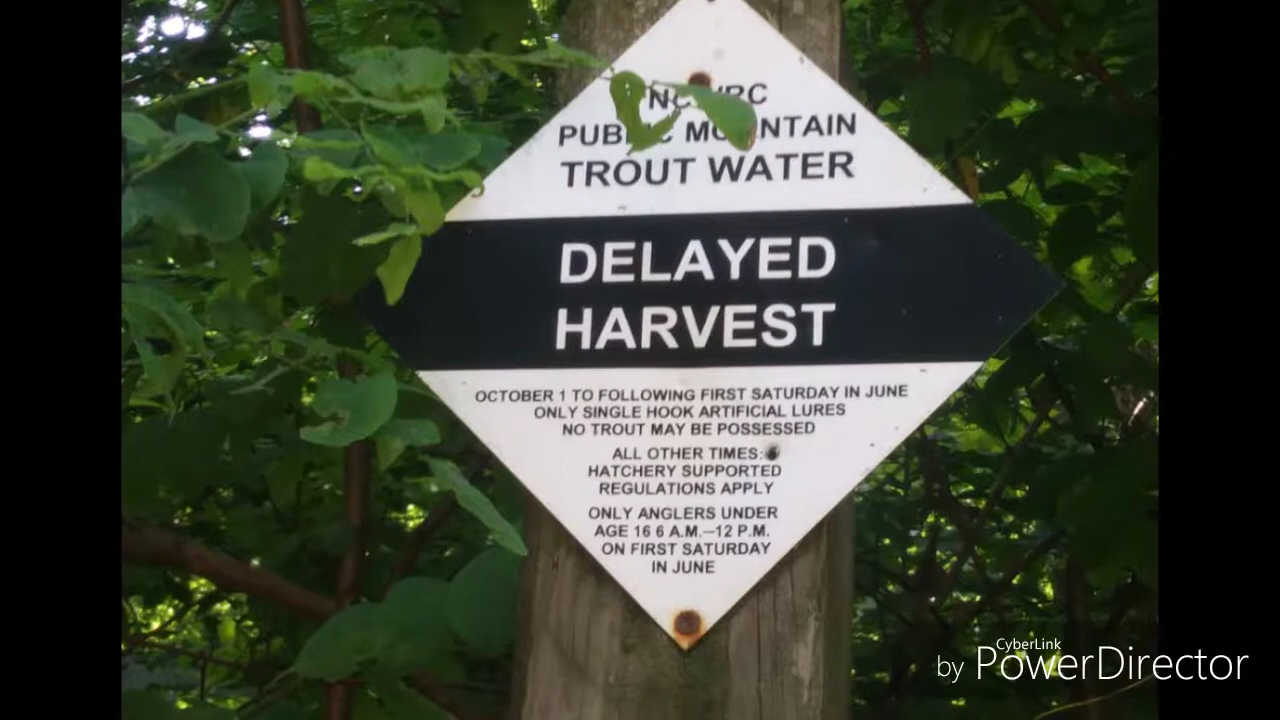 PUBLIC MOUNTAIN
TROUT WATER
DELAYED
HARVEST
OCTOBER 1 TO FOLLOWING FIRST SATURDAY IN JUNE
ONLY SINGLE HOOK ARTIFICIAL LURES
NO TROUT MAY BE POSSESSED
ALL OTHER TIMES:
HATCHERY SUPPORTED
REGULATIONS APPLY
ONLY ANGLERS UNDER
AGE 16 6 A.M.—12 P.M.
ON FIRST SATURDAY
IN JUNE
CyberLink
by PowerDirector